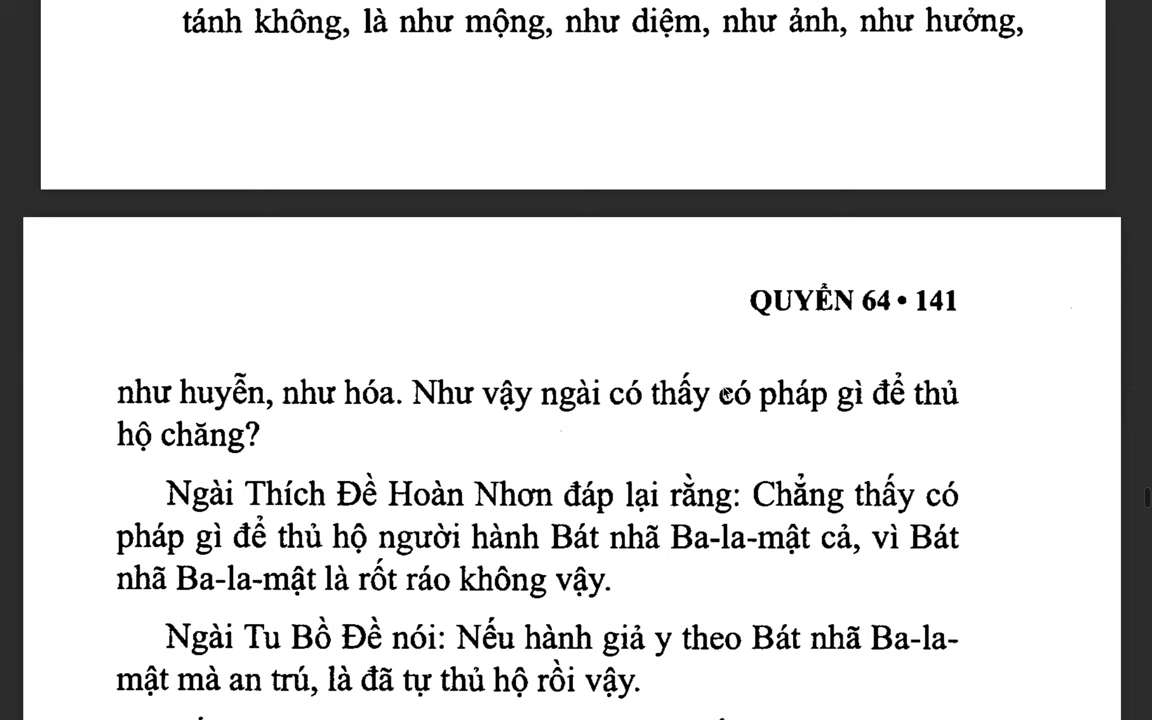 tánh không, là như mộng, như diệm, như ảnh, như hưởng,
QUYỂN 64 • 141
như huyễn, như hóa. Như vậy ngài có thấy có pháp gì để thủ
hộ chăng?
Ngài Thích Đề Hoàn Nhơn đáp lại rằng: Chẳng thấy có
pháp gì để thủ hộ người hành Bát nhã Ba-la-mật cả, vì Bát
nhã Ba-la-mật là rốt ráo không vậy.
Ngài Tu Bồ Đề nói: Nếu hành giả y theo Bát nhã Ba-la-
mật mà an trú, là đã tự thủ hộ rồi vậy.